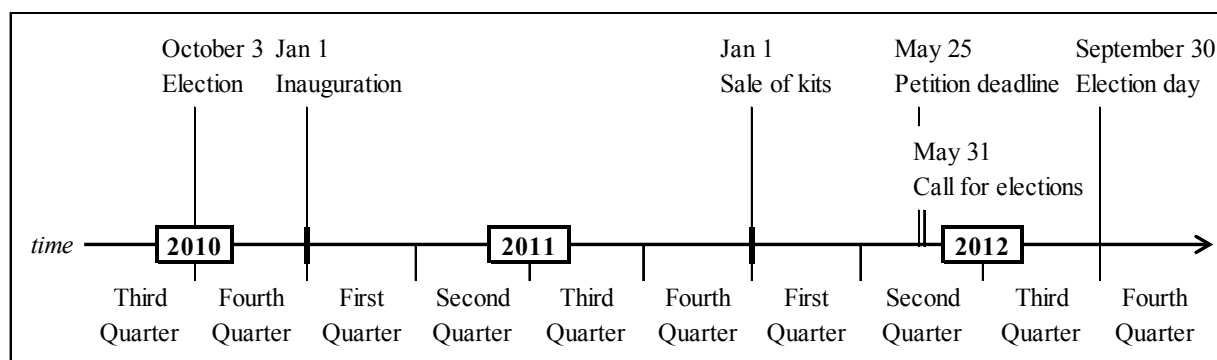 October 3
Election
Jan 1
Inauguration
Jan 1
Sale of kits
May 25
Petition deadline
September 30
Election day
May 31
Call for elections
time
2010
2011
2012
Third
Quarter
Fourth
Quarter
First
Quarter
Second
Quarter
Third
Quarter
Fourth
Quarter
First
Quarter
Second
Quarter
Third
Quarter
Fourth
Quarter